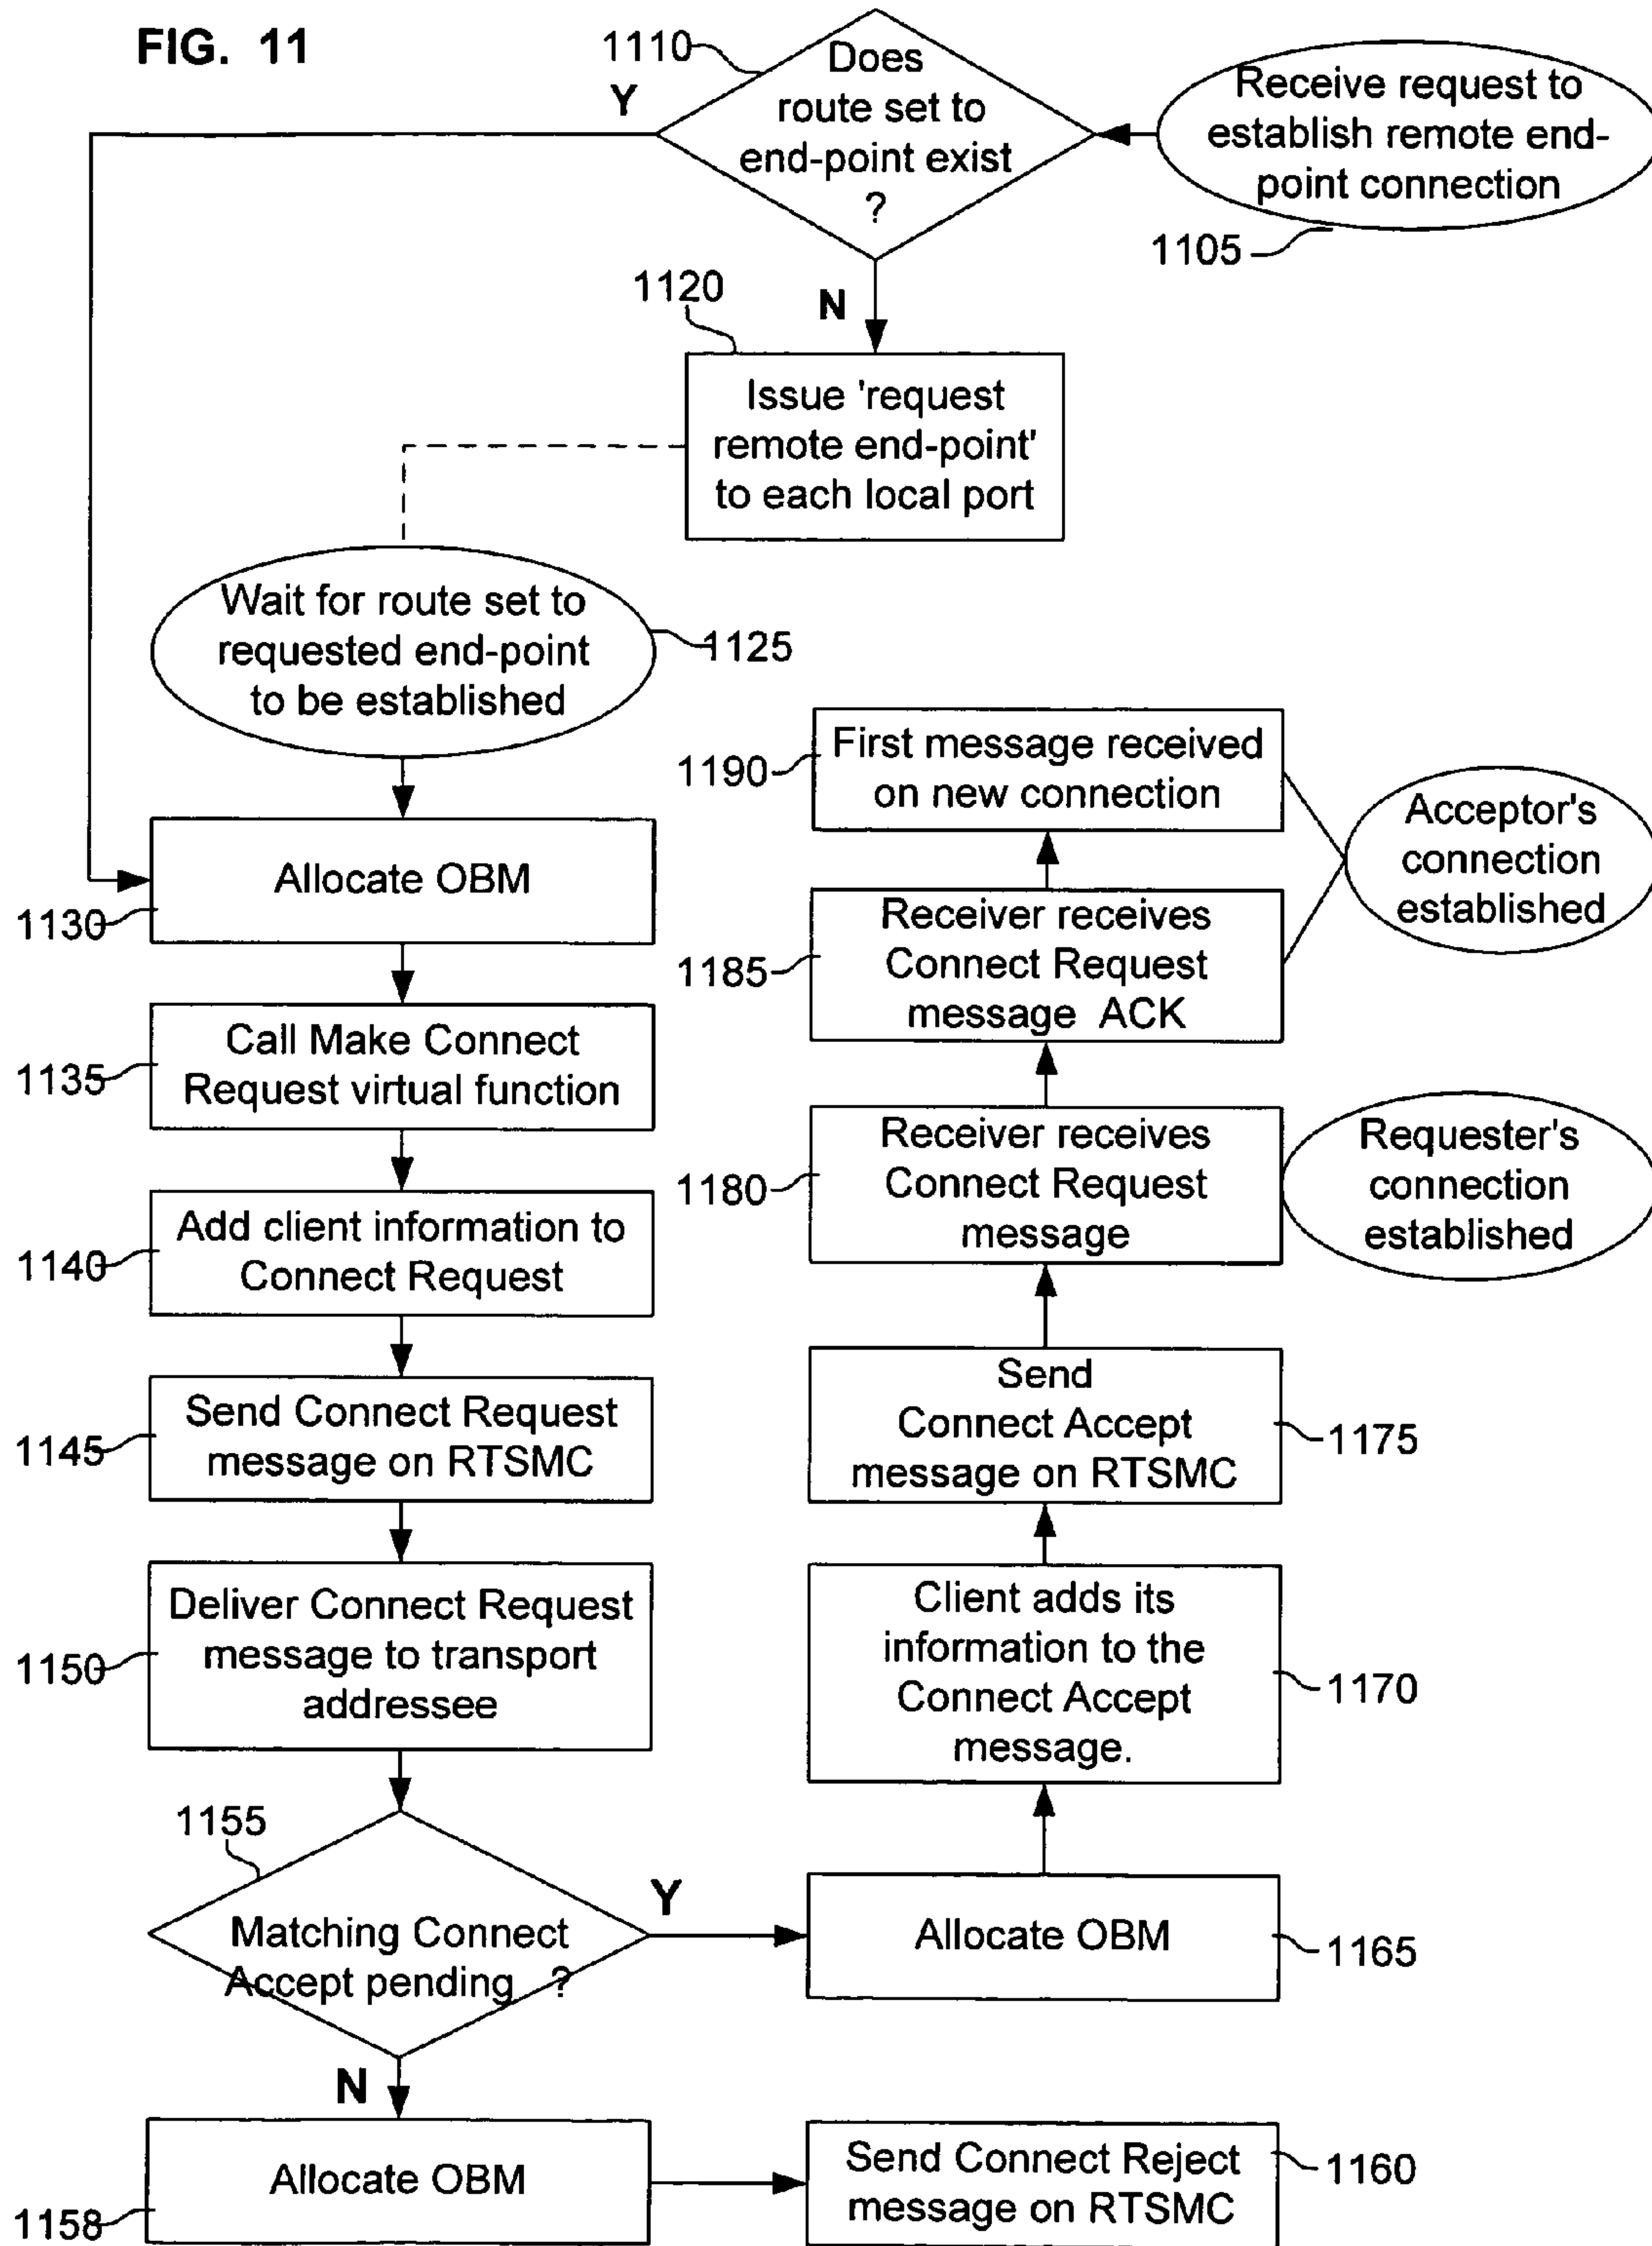 FIG. 11
1110
Does
route set to
end-point exist
?
Y
Receive request to
establish remote end-
point connection
1105
N
1120
Issue 'request
remote end-point'
to each local port
Wait for route set to
requested end-point
to be established
1125
Allocate OBM
1130
Call Make Connect
Request virtual function
1135
Add client information to
Connect Request
1140
Send Connect Request
message on RTSMC
1145
Deliver Connect Request
message to transport
addressee
1150
1155
Matching Connect
Accept pending ?
Y
N
Allocate OBM
1158
Send Connect Reject
message on RTSMC
1160
Allocate OBM
1165
Client adds its
information to the
Connect Accept
message.
1170
Send
Connect Accept
message on RTSMC
1175
Receiver receives
Connect Request
message
1180
Requester's
connection
established
Receiver receives
Connect Request
message ACK
1185
First message received
on new connection
1190
Acceptor's
connection
established